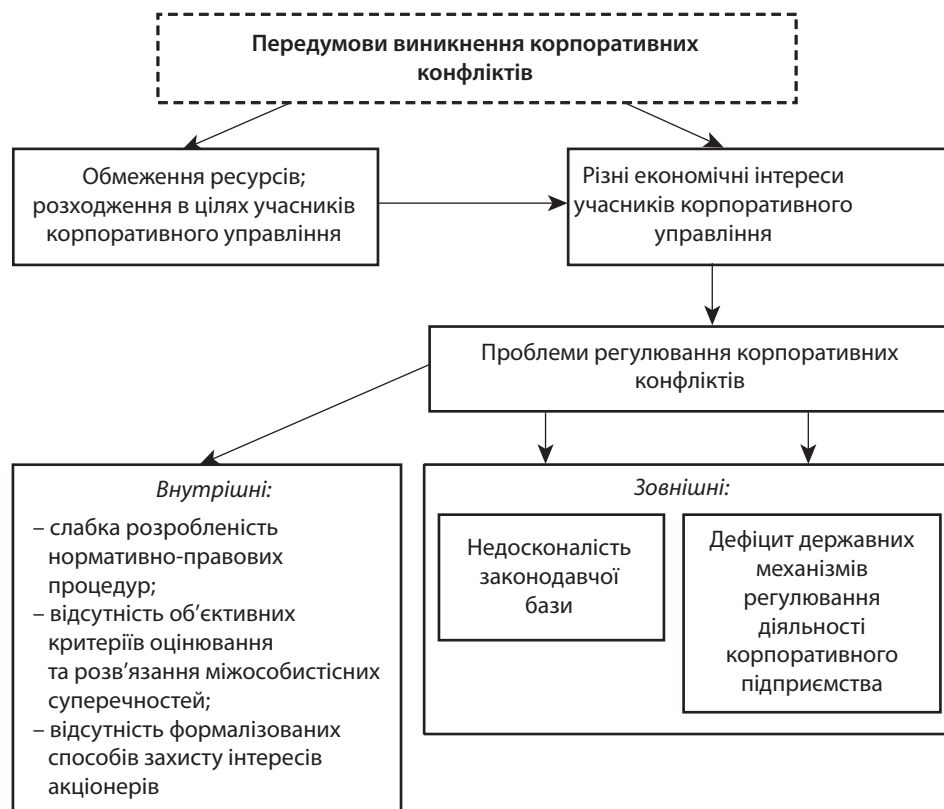 Передумови виникнення корпоративних
конфліктів
Обмеження ресурсів;
розходження в цілях учасників
корпоративного управління
Різні економічні інтереси
учасників корпоративного
управління
Проблеми регулювання корпоративних
конфліктів
Внутрішні:
– слабка розробленість
нормативно-правових
процедур;
– відсутність об’єктивних
критеріїв оцінювання
та розв’язання міжособистісних
суперечностей;
– відсутність формалізованих
способів захисту інтересів
акціонерів
Зовнішні:
Недосконалість
законодавчої
бази
Дефіцит державних
механізмів
регулювання
діяльності
корпоративного
підприємства